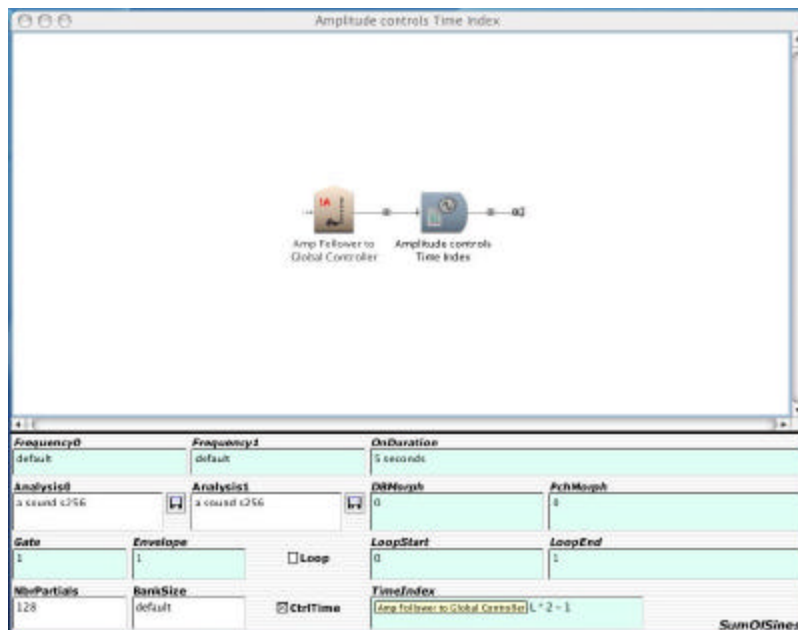 Amplitude controls Time Index
!A
Amp Follower to
Global Controller
Amplitude controls
Time Index
Frequency0 Frequency1 OnDuration
default default 5 seconds
Analysis0 Analysis1 DBMorph PchMorph
a sound s256 a sound s256 0 0
Gate Envelope Loop LoopStart LoopEnd
1 1 0 1
NbrPartials BankSize CtrlTime TimeIndex
128 default Amp Follower to Global Controller L * 2 - 1
SumOfSines